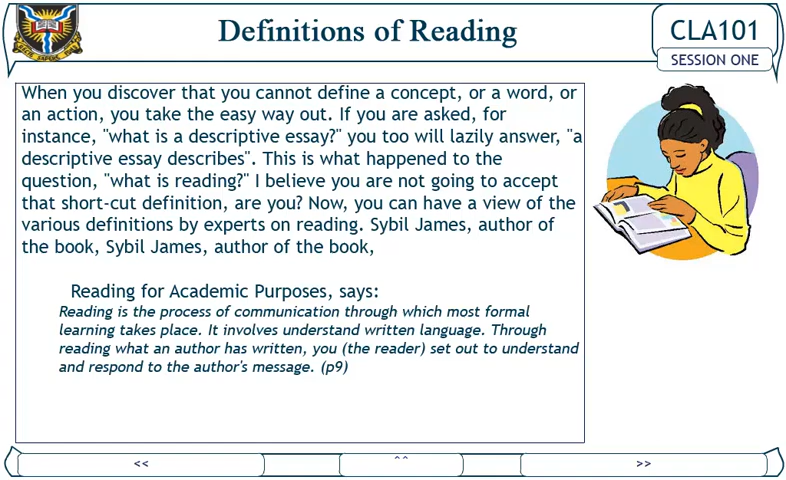 Definitions of Reading
CLA101
SESSION ONE
When you discover that you cannot define a concept, or a word, or
an action, you take the easy way out. If you are asked, for
instance, "what is a descriptive essay?" you too will lazily answer, "a
descriptive essay describes". This is what happened to the
question, "what is reading?" I believe you are not going to accept
that short-cut definition, are you? Now, you can have a view of the
various definitions by experts on reading. Sybil James, author of
the book, Sybil James, author of the book,
Reading for Academic Purposes, says:
Reading is the process of communication through which most formal
learning takes place. It involves understand written language. Through
reading what an author has written, you (the reader) set out to understand
and respond to the author's message. (p9)
<<
^^
>>